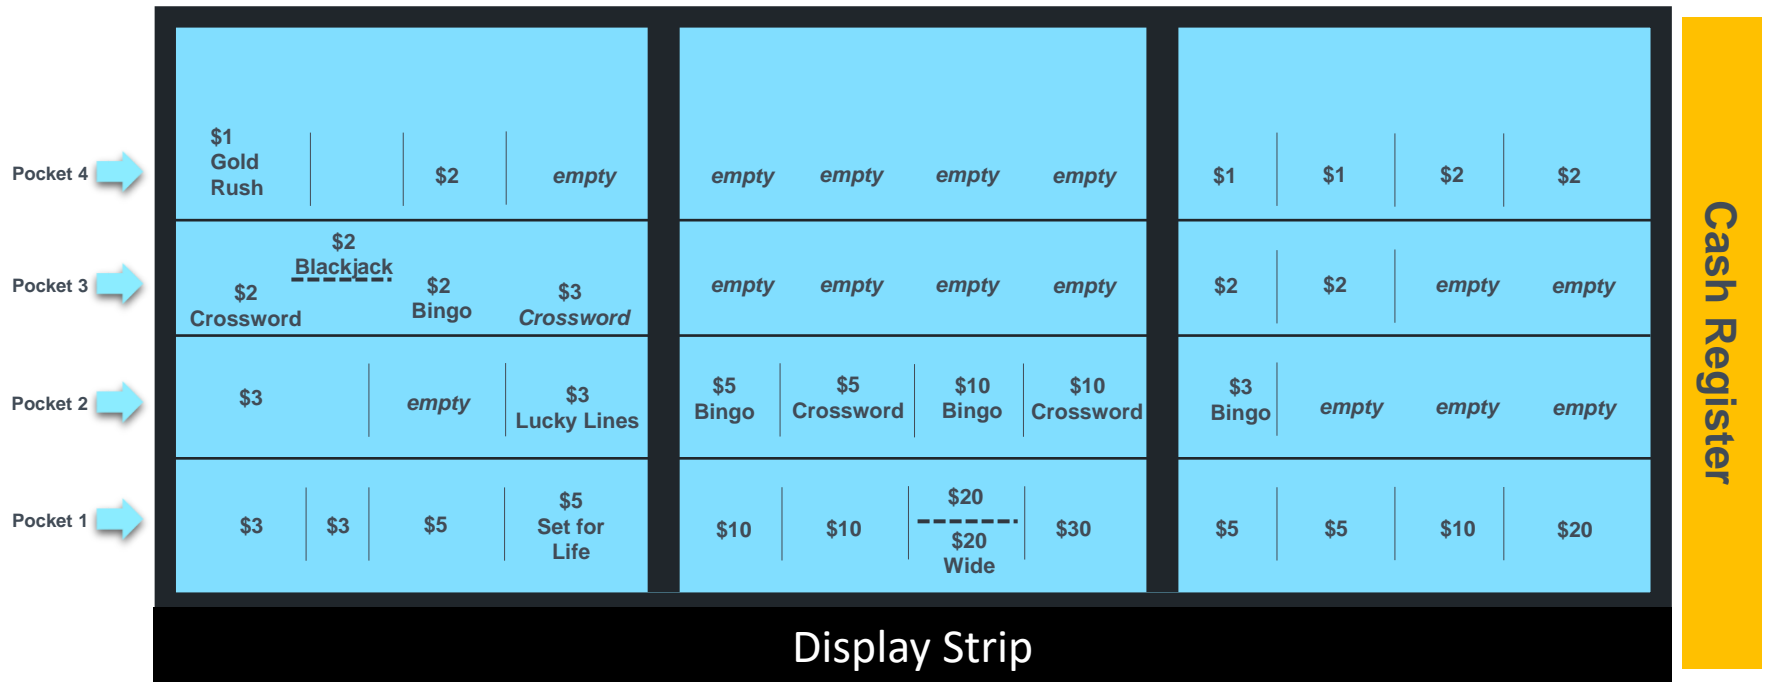 Pocket 4
$1
Gold
Rush
$2
empty
empty
empty
empty
empty
$1
$1
$2
$2
Pocket 3
$2
Crossword
$2
Blackjack
$2
Bingo
$3
Crossword
empty
empty
empty
empty
$2
$2
empty
empty
Pocket 2
$3
empty
$3
Lucky Lines
$5
Bingo
$5
Crossword
$10
Bingo
$10
Crossword
$3
Bingo
empty
empty
empty
Pocket 1
$3
$3
$5
$5
Set for
Life
$10
$10
$20
$20
Wide
$30
$5
$5
$10
$20
Cash Register
Display Strip